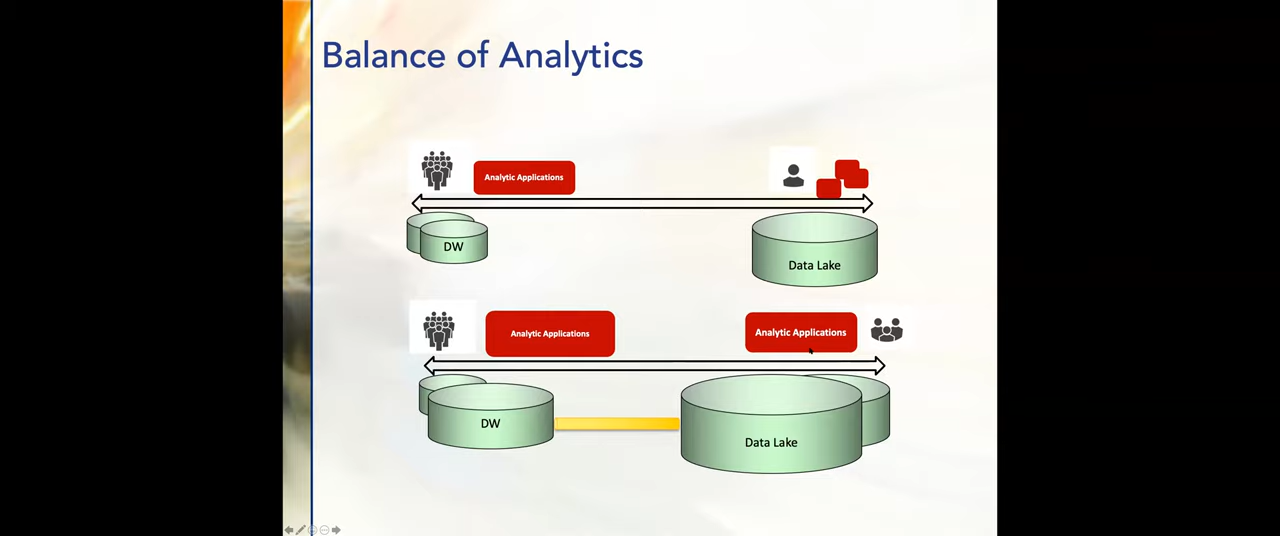 Balance of Analytics
Analytic Applications
DW
Data Lake
Analytic Applications
Analytic Applications
DW
Data Lake